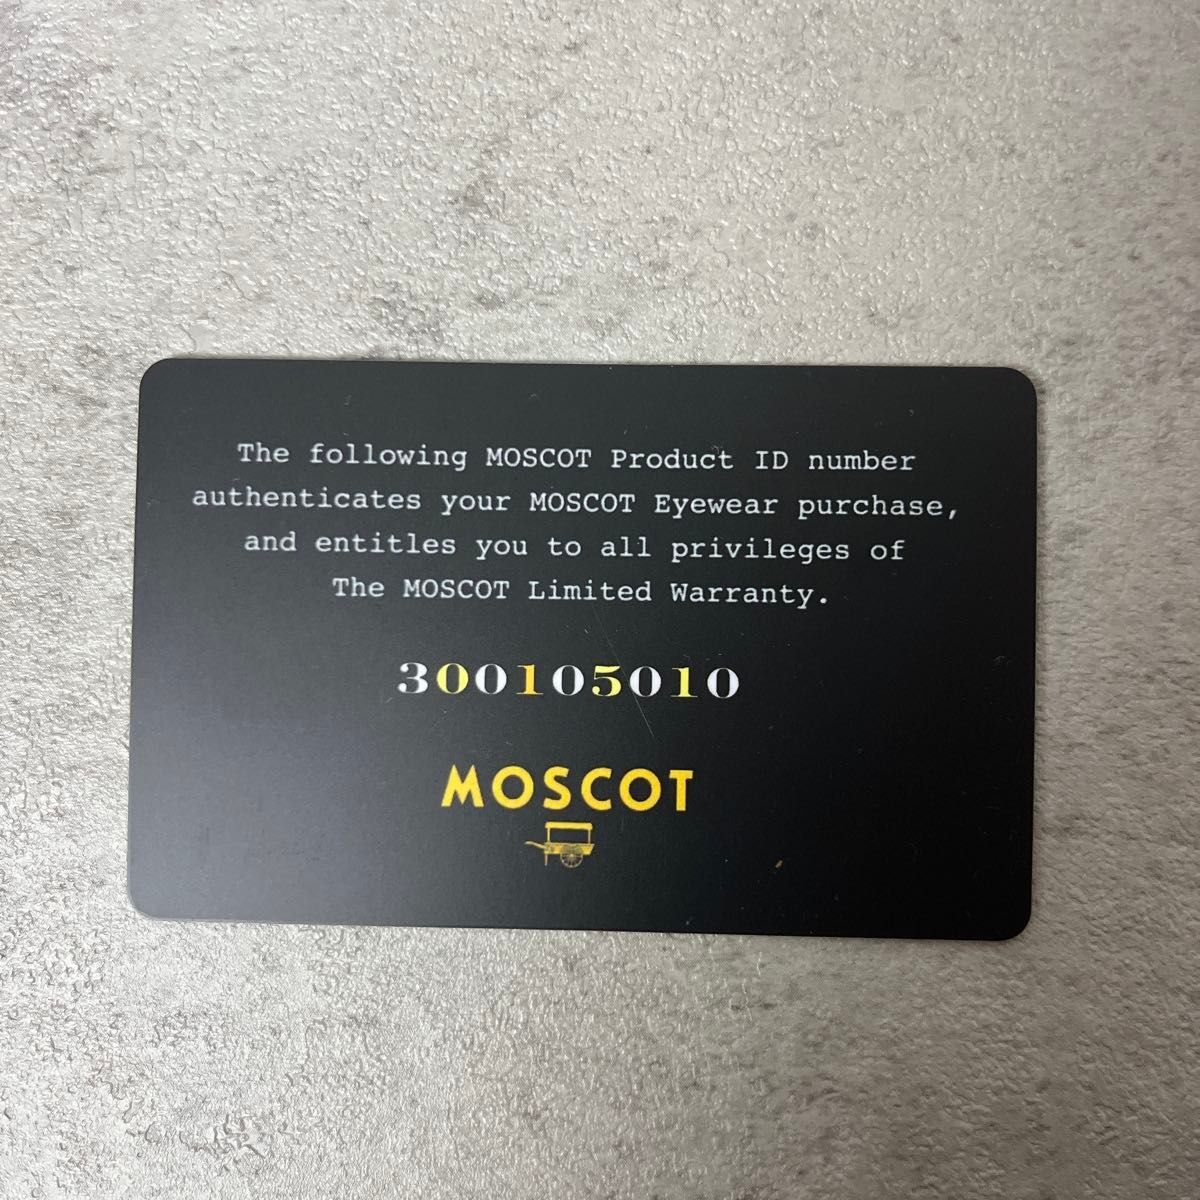 The following MOSCOT Product ID number
authenticates your MOSCOT Eyewear purchase,
and entitles you to all privileges of
The MOSCOT Limited Warranty.
300105010
MOSCOT